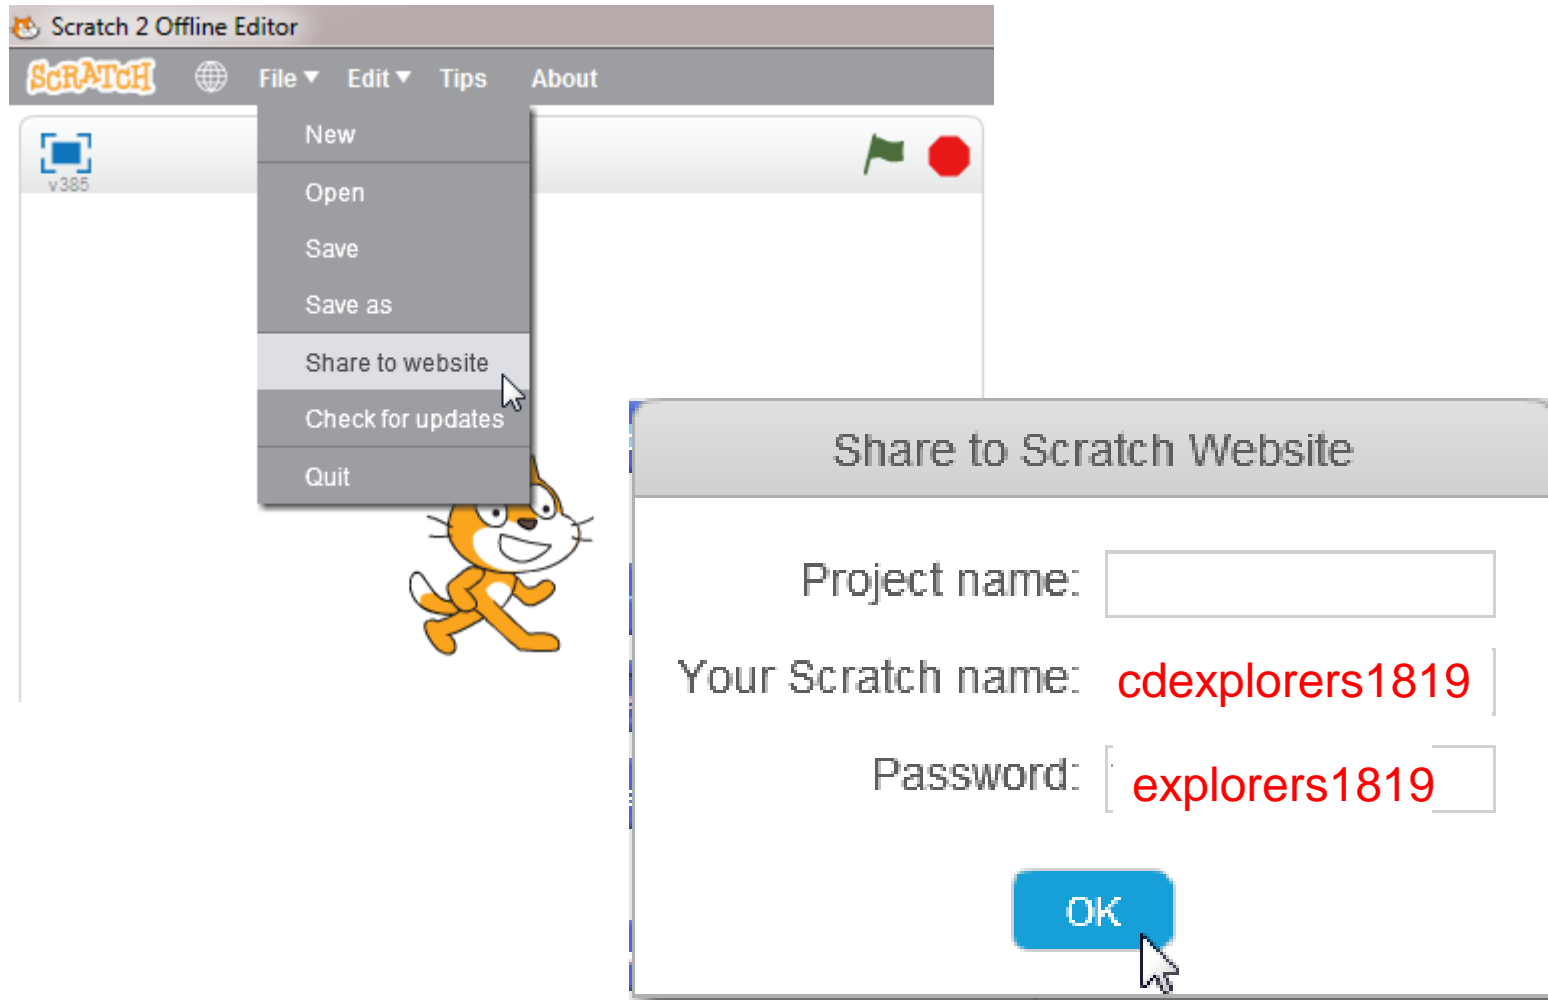 Scratch 2 Offline Editor
SCRATCH File Edit Tips About
v385
New
Open
Save
Save as
Share to website
Check for updates
Quit
Share to Scratch Website
Project name:
Your Scratch name: cdexplorers1819
Password: explorers1819
OK